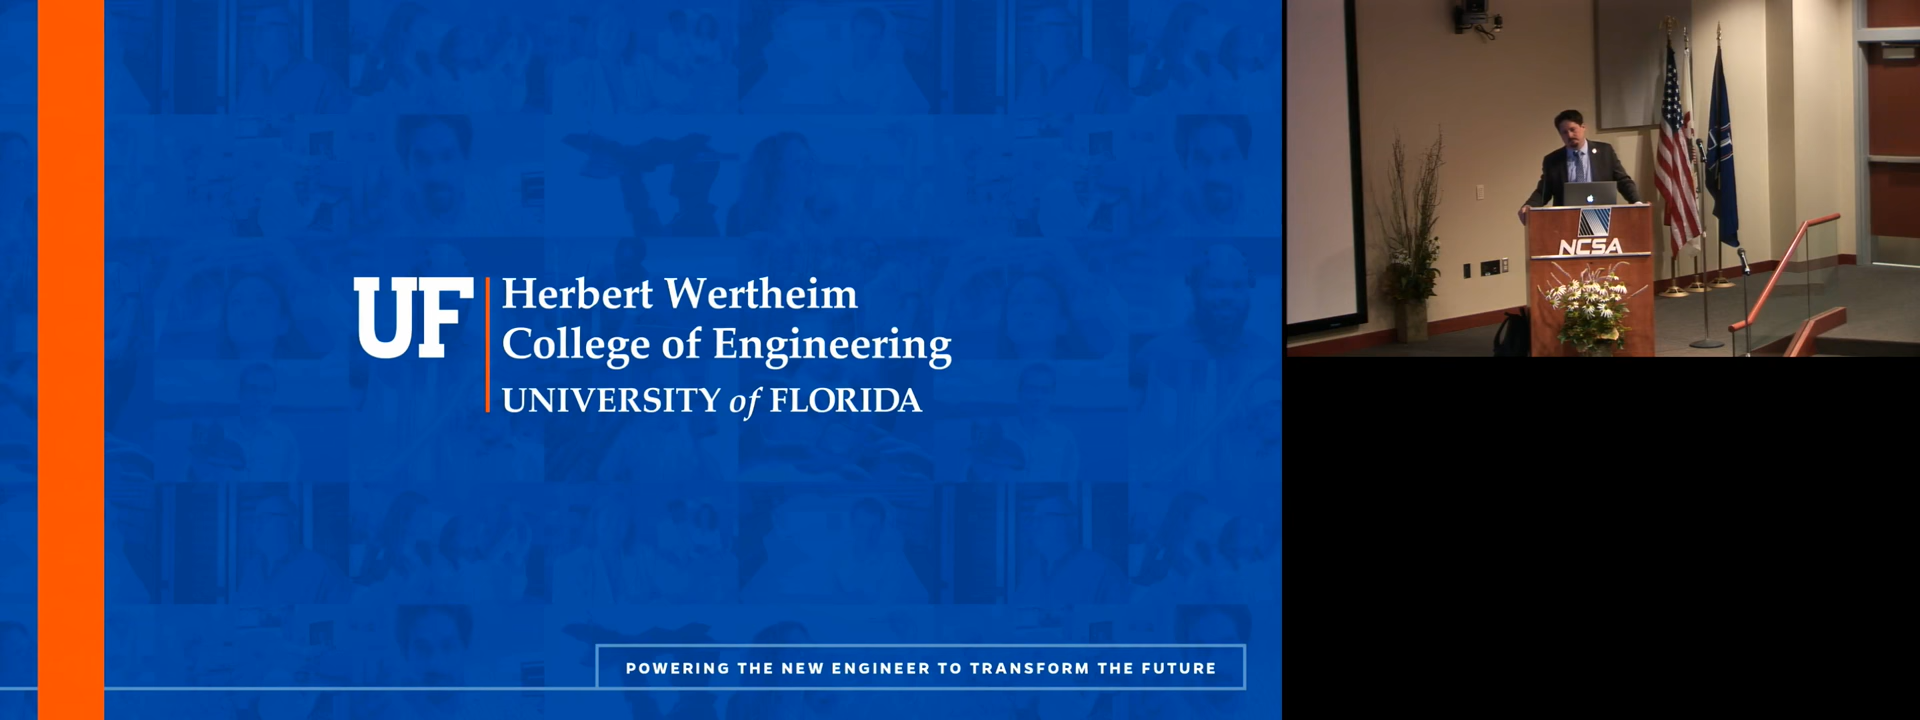 UF
Herbert Wertheim
College of Engineering
UNIVERSITY of FLORIDA
POWERING THE NEW ENGINEER TO TRANSFORM THE FUTURE
NCSA